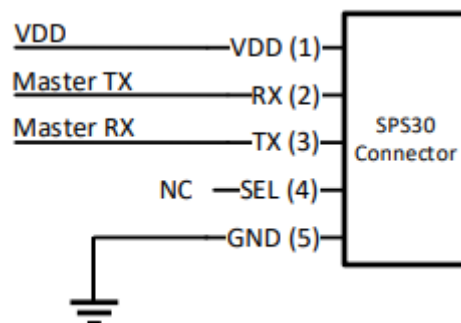 VDD VDD (1)
Master TX RX (2)
Master RX TX (3)
NC SEL (4)
GND (5)
SPS30
Connector